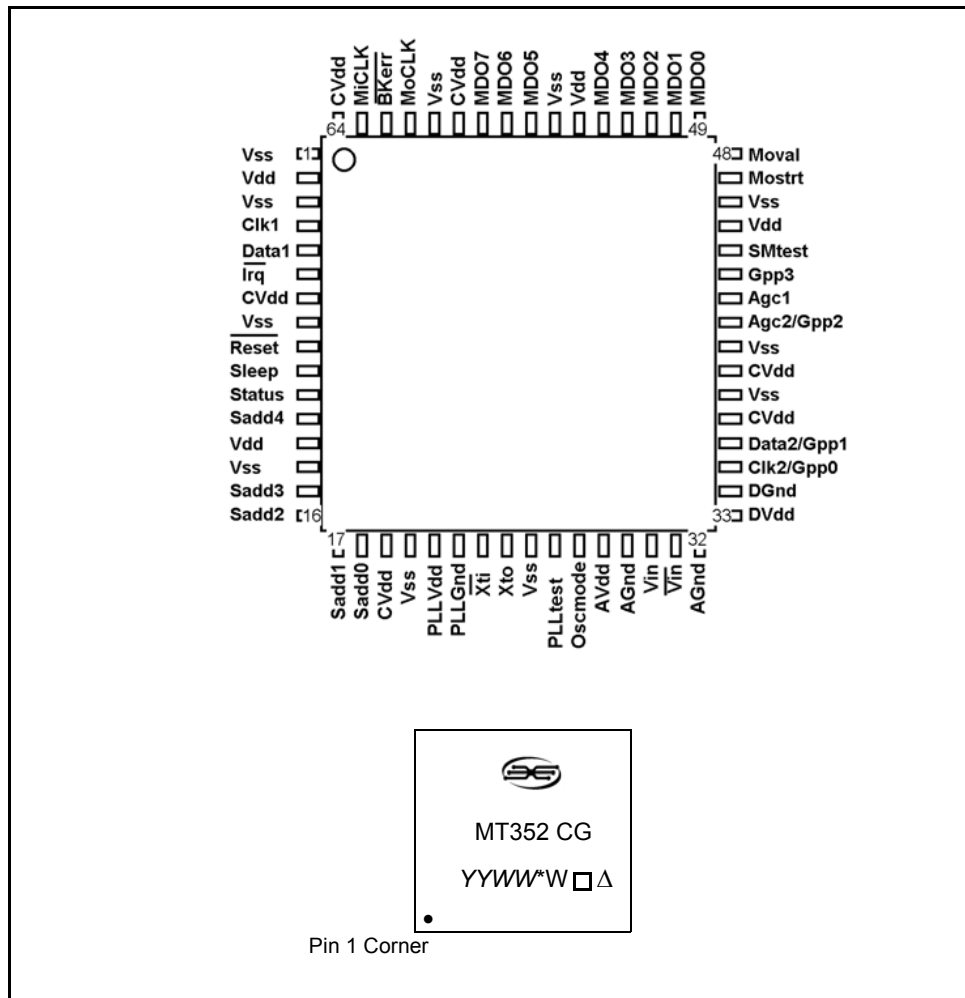 CVdd
MiCLK
BKerr
MoCLK
Vss
CVdd
MDO7
MDO6
MDO5
Vss
Vdd
MDO4
MDO3
MDO2
MDO1
MDO0
64
49
Vss 1
Vdd
Vss
Clk1
Data1
Irq
CVdd
Vss
Reset
Sleep
Status
Sadd4
Vdd
Vss
Sadd3
Sadd2 16
48 Moval
Mostrt
Vss
Vdd
SMtest
Gpp3
Agc1
Agc2/Gpp2
Vss
CVdd
Vss
CVdd
Data2/Gpp1
Clk2/Gpp0
DGnd
33 DVdd
17
32
Sadd1
Sadd0
CVdd
Vss
PLLVdd
PLLGnd
Xti
Xto
Vss
PLLtest
Oscmode
AVdd
AGnd
Vin
Vin
AGnd
MT352 CG
YYWW*W □ Δ
Pin 1 Corner